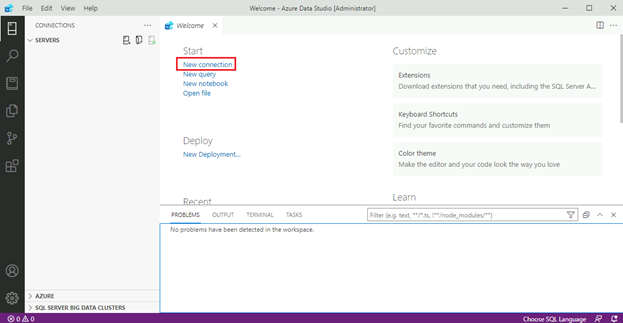 File Edit View Help
Welcome - Azure Data Studio [Administrator]
CONNECTIONS
SERVERS
Welcome
Start
New connection
New query
New notebook
Open file
Deploy
New Deployment...
Recent
Customize
Extensions
Download extensions that you need, including the SQL Server A...
Keyboard Shortcuts
Find your favorite commands and customize them
Color theme
Make the editor and your code look the way you love
Learn
PROBLEMS OUTPUT TERMINAL TASKS
Filter (e.g. text, **/*.ts, !**/node_modules/**)
No problems have been detected in the workspace.
AZURE
SQL SERVER BIG DATA CLUSTERS
0 0
Choose SQL Language